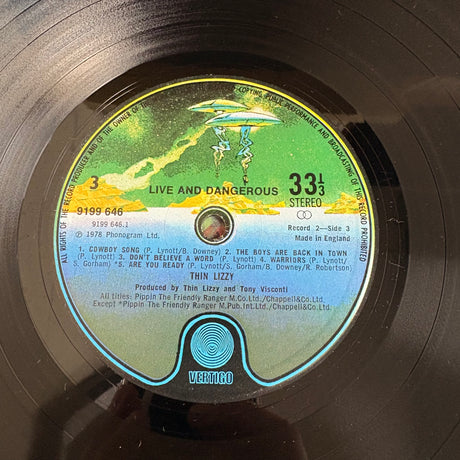 ALL RIGHTS OF THE RECORD PRODUCER AND OF THE OWNER OF THE
COPYING, PUBLIC PERFORMANCE AND BROADCASTING OF THIS RECORD PROHIBITED
3
LIVE AND DANGEROUS
33⅓
STEREO
9199 646
9199 646.1
℗ 1978 Phonogram Ltd.
Record 2—Side 3
Made in England
1. COWBOY SONG (P. Lynott/B. Downey) 2. THE BOYS ARE BACK IN TOWN
(P. Lynott) 3. DON'T BELIEVE A WORD (P. Lynott) 4. WARRIORS (P. Lynott/
S. Gorham) *5. ARE YOU READY (P. Lynott/S. Gorham/B. Downey/B. Robertson)
THIN LIZZY
Produced by Thin Lizzy and Tony Visconti
All titles: Pippin The Friendly Ranger M.Co.Ltd./Chappell&Co.Ltd.
Except *Pippin The Friendly Ranger M.Pub.Int.Ltd./Chappell&Co.Ltd.
VERTIGO